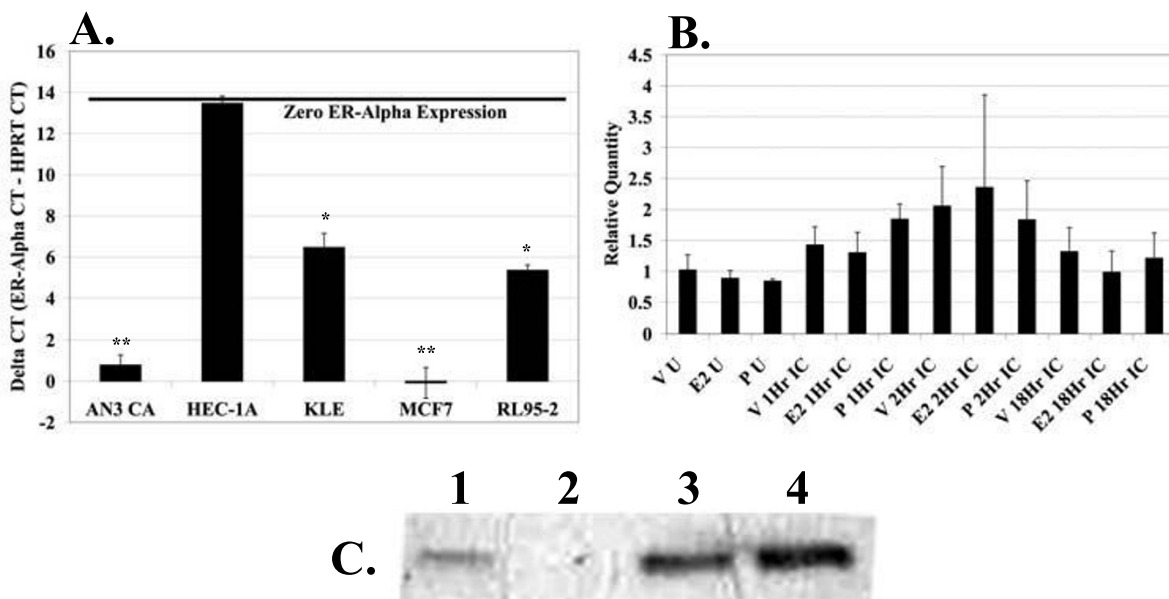 A.
16
14
12
10
8
6
4
2
0
-2
Delta CT (ER-Alpha CT - HPRT CT)
Zero ER-Alpha Expression
**
*
**
*
AN3 CA HEC-1A KLE MCF7 RL95-2
B.
4.5
4
3.5
3
2.5
2
1.5
1
0.5
0
Relative Quantity
V U
E2 U
P U
V 1Hr IC
E2 1Hr IC
P 1Hr IC
V 2Hr IC
E2 2Hr IC
P 2Hr IC
V 18Hr IC
E2 18Hr IC
P 18Hr IC
1 2 3 4
C.